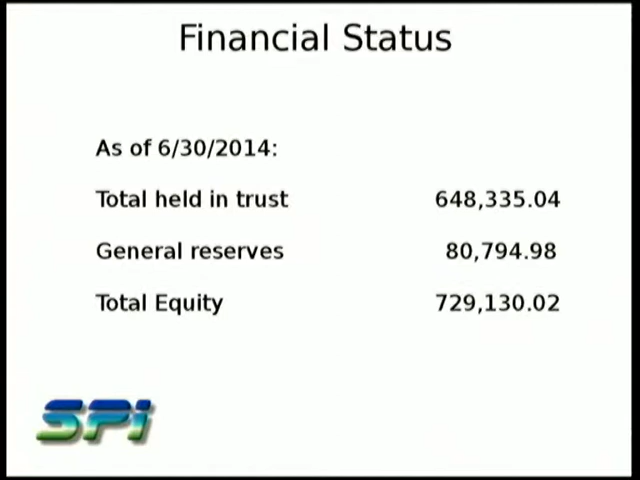 Financial Status
As of 6/30/2014:
Total held in trust 648,335.04
General reserves 80,794.98
Total Equity 729,130.02
SPi